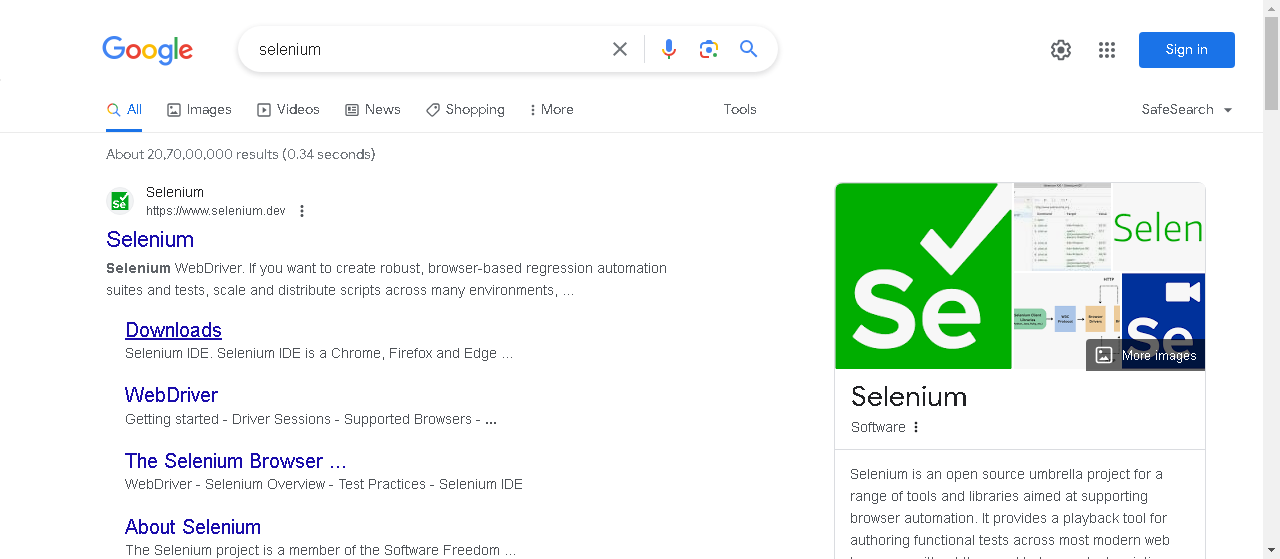 Google
selenium
Sign in
All
Images
Videos
News
Shopping
More
Tools
SafeSearch
About 20,70,00,000 results (0.34 seconds)
Selenium
https://www.selenium.dev
Selenium
Selenium WebDriver. If you want to create robust, browser-based regression automation
suites and tests, scale and distribute scripts across many environments, ...
Downloads
Selenium IDE. Selenium IDE is a Chrome, Firefox and Edge ...
WebDriver
Getting started - Driver Sessions - Supported Browsers - ...
The Selenium Browser ...
WebDriver - Selenium Overview - Test Practices - Selenium IDE
About Selenium
The Selenium project is a member of the Software Freedom ...
Se
Selen
HTTP
Se
More images
Selenium
Software
Selenium is an open source umbrella project for a
range of tools and libraries aimed at supporting
browser automation. It provides a playback tool for
authoring functional tests across most modern web